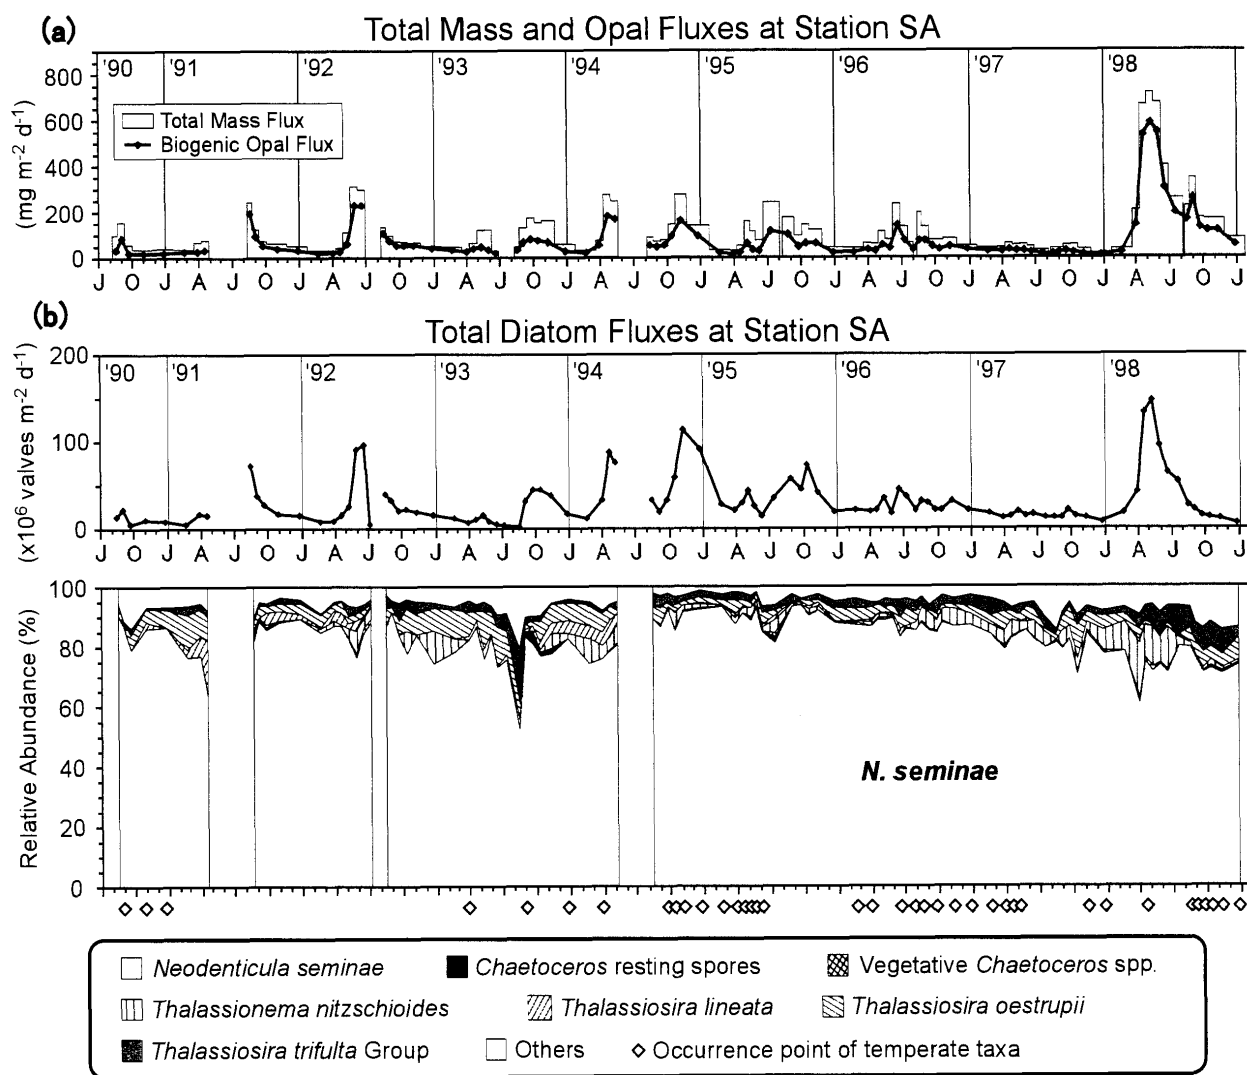 (a)
Total Mass and Opal Fluxes at Station SA
'90 '91 '92 '93 '94 '95 '96 '97 '98
800
600
400
200
0
(mg m-2 d-1)
Total Mass Flux
Biogenic Opal Flux
J O J A J O J A J O J A J O J A J O J A J O J A J O J A J O J A J O J
(b)
Total Diatom Fluxes at Station SA
'90 '91 '92 '93 '94 '95 '96 '97 '98
200
100
0
(x10⁶ valves m-2 d-1)
J O J A J O J A J O J A J O J A J O J A J O J A J O J A J O J A J O J
100
80
60
40
20
0
Relative Abundance (%)
N. seminae
Neodenticula seminae Chaetoceros resting spores Vegetative Chaetoceros spp.
Thalassionema nitzschioides Thalassiosira lineata Thalassiosira oestrupii
Thalassiosira trifulta Group Others Occurrence point of temperate taxa